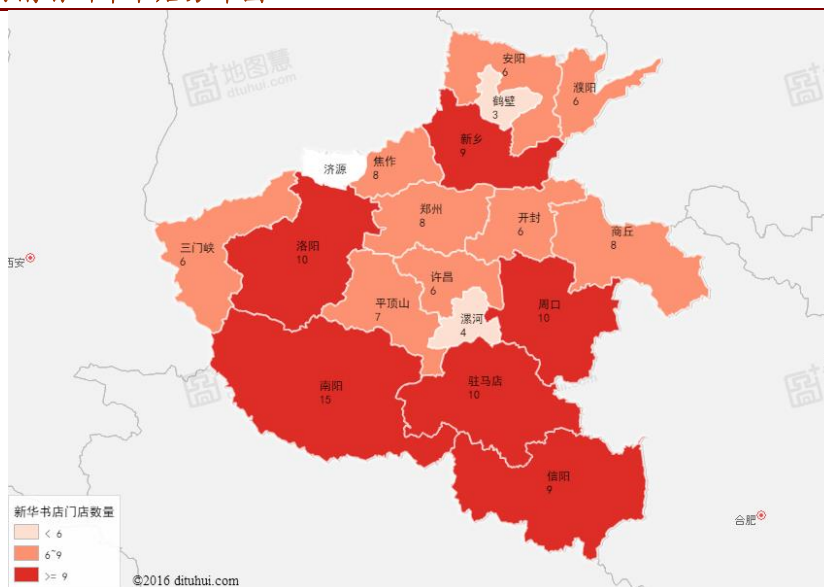 安阳
6
濮阳
6
鹤壁
3
新乡
9
济源
焦作
8
郑州
8
开封
6
商丘
8
三门峡
6
洛阳
10
许昌
6
平顶山
7
漯河
4
周口
10
南阳
15
驻马店
10
信阳
9
西安
合肥
地图慧
dtuhui.com
新华书店门店数量
< 6
6~9
>= 9
©2016 dituhui.com